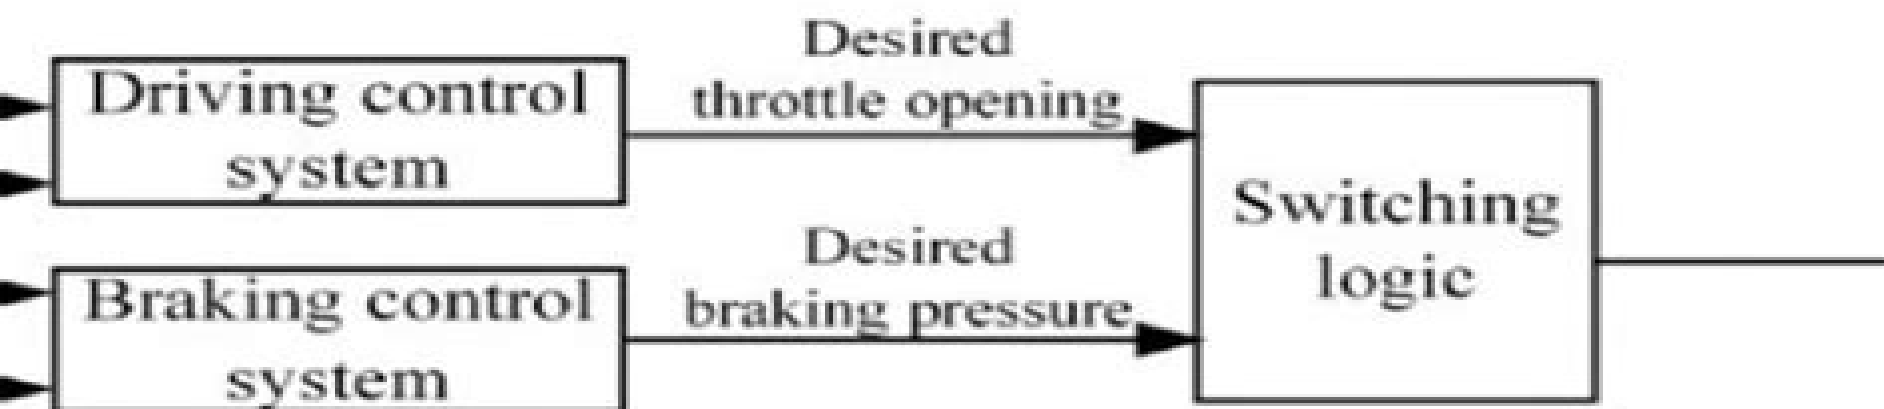 Driving control
system
Desired
throttle opening
Braking control
system
Desired
braking pressure
Switching
logic